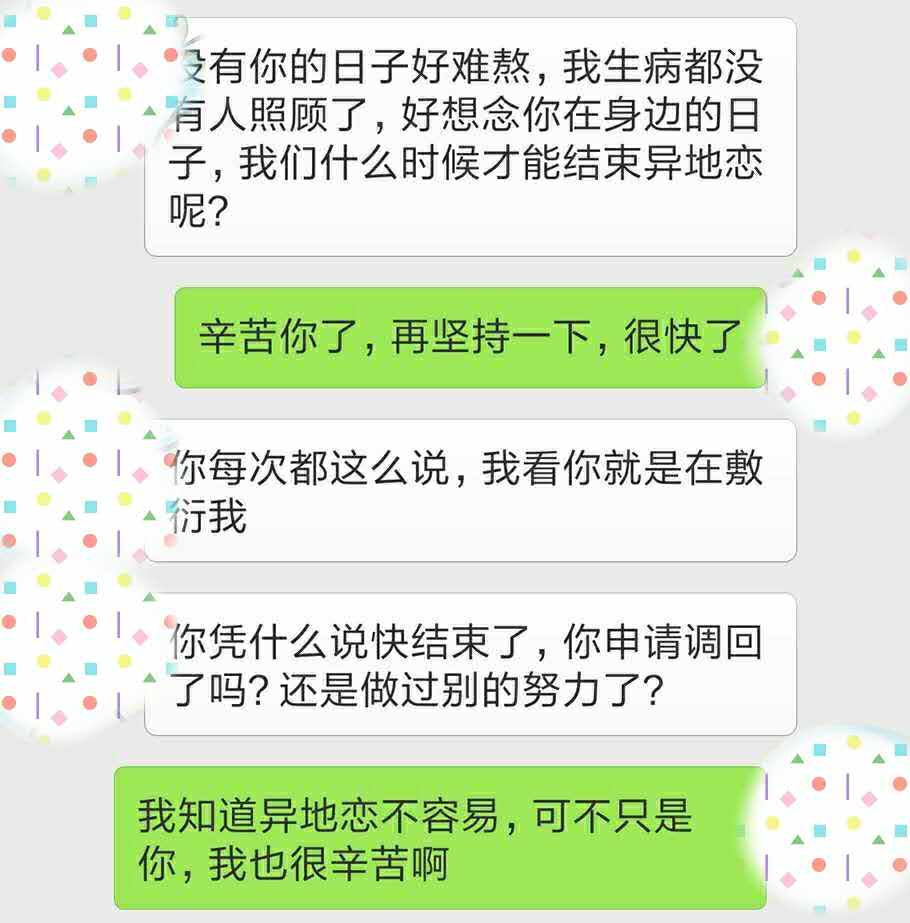 没有你的日子好难熬，我生病都没
有人照顾了，好想念你在身边的日
子，我们什么时候才能结束异地恋
呢？
辛苦你了，再坚持一下，很快了
你每次都这么说，我看你就是在敷
衍我
你凭什么说快结束了，你申请调回
了吗？还是做过别的努力了？
我知道异地恋不容易，可不只是
你，我也很辛苦啊